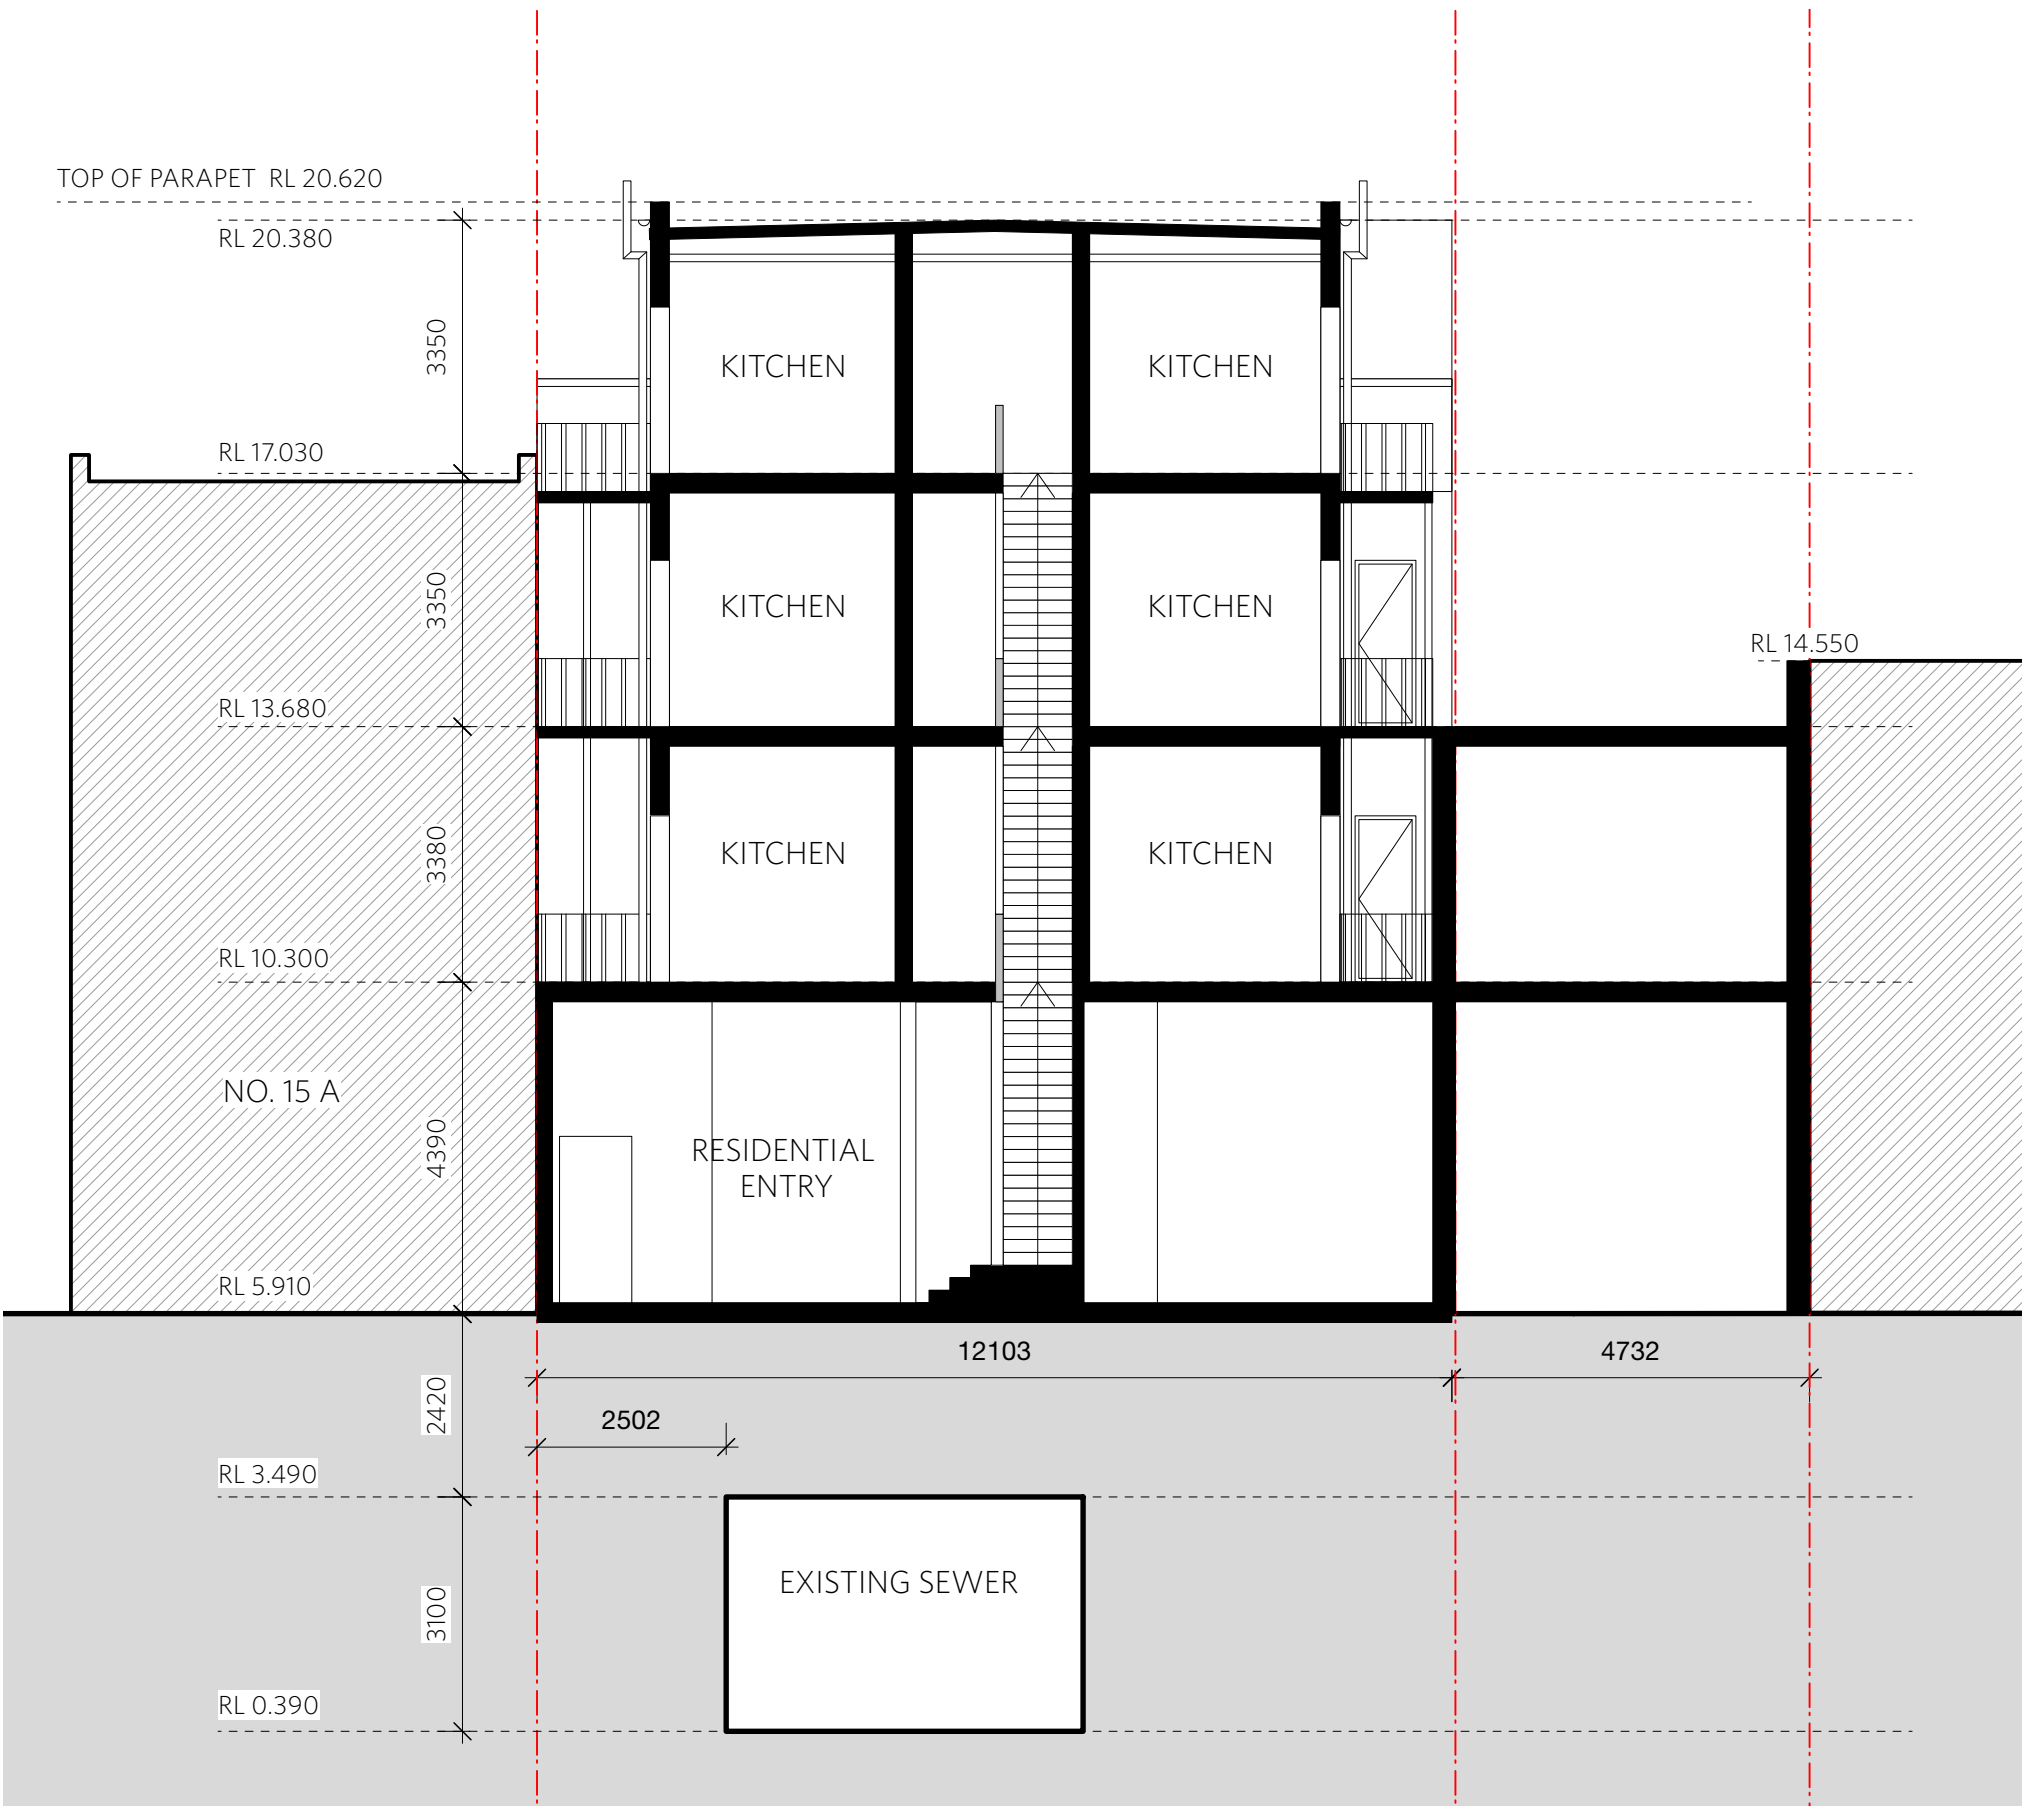 TOP OF PARAPET  RL 20.620
RL 20.380
3350
KITCHEN
KITCHEN
RL 17.030
3350
KITCHEN
KITCHEN
RL 14.550
RL 13.680
3380
KITCHEN
KITCHEN
RL 10.300
NO. 15 A
4390
RESIDENTIAL
ENTRY
RL 5.910
12103
4732
2420
2502
RL 3.490
EXISTING SEWER
3100
RL 0.390